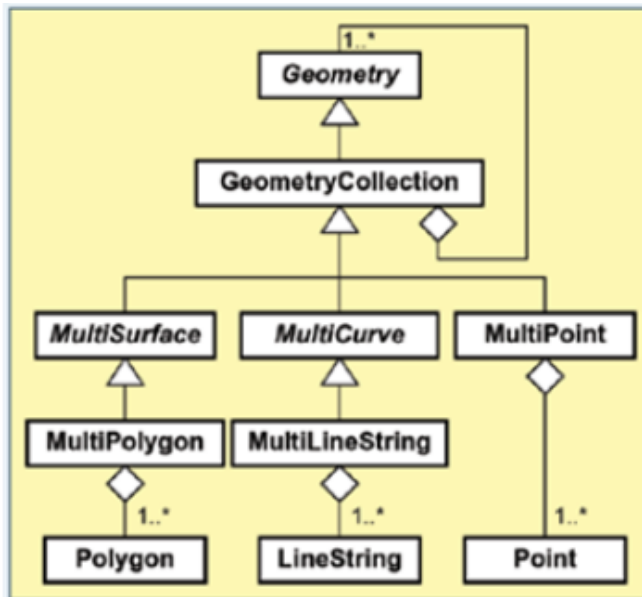 1..*
Geometry
GeometryCollection
MultiSurface MultiCurve MultiPoint
MultiPolygon MultiLineString
1..* 1..* 1..*
Polygon LineString Point